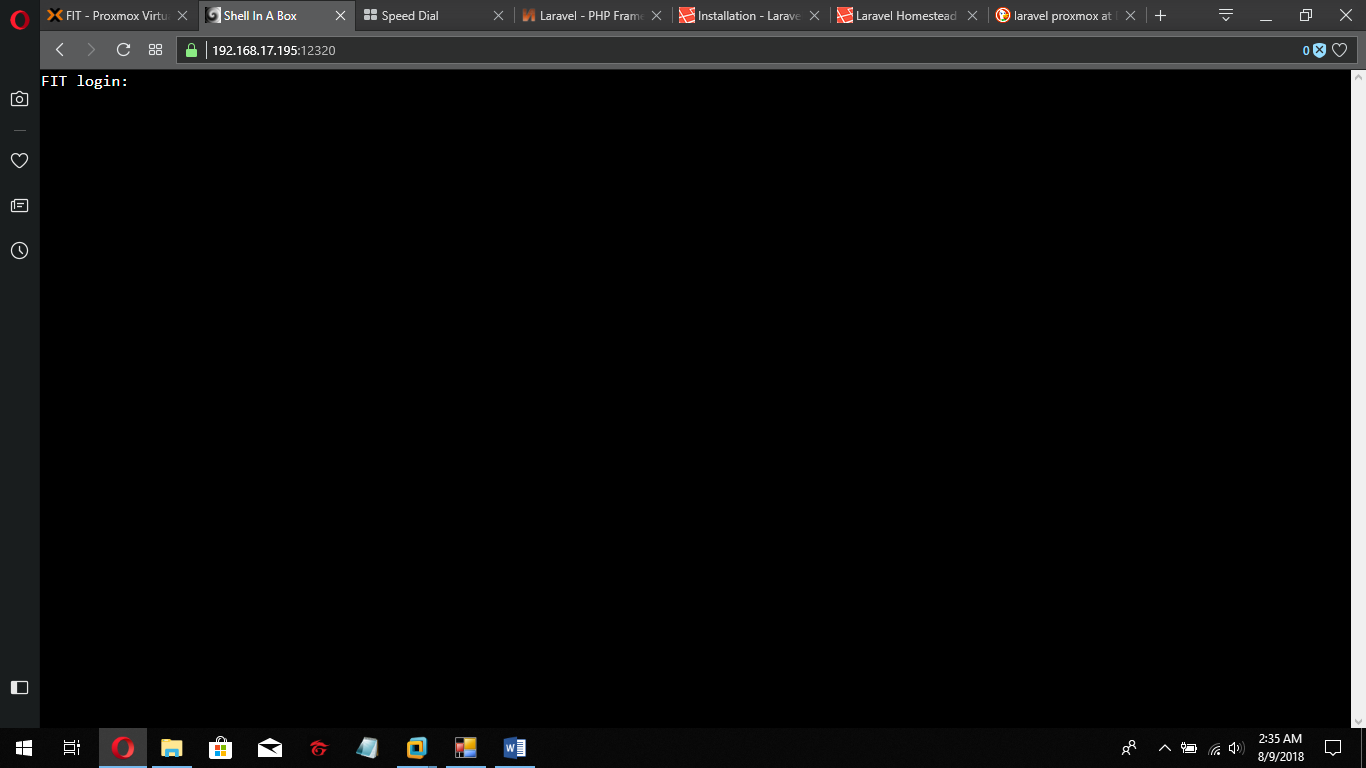 FIT - Proxmox Virtu
Shell In A Box
Speed Dial
Laravel - PHP Fram
Installation - Larave
Laravel Homestead
laravel proxmox at
192.168.17.195:12320
0
FIT login:
2:35 AM
8/9/2018